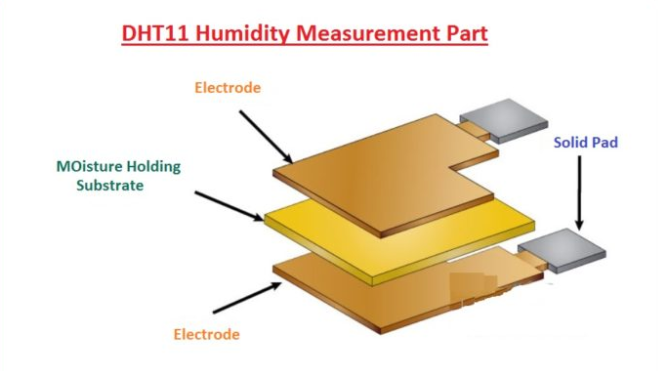 DHT11 Humidity Measurement Part
Electrode
Solid Pad
MOisture Holding
Substrate
Electrode